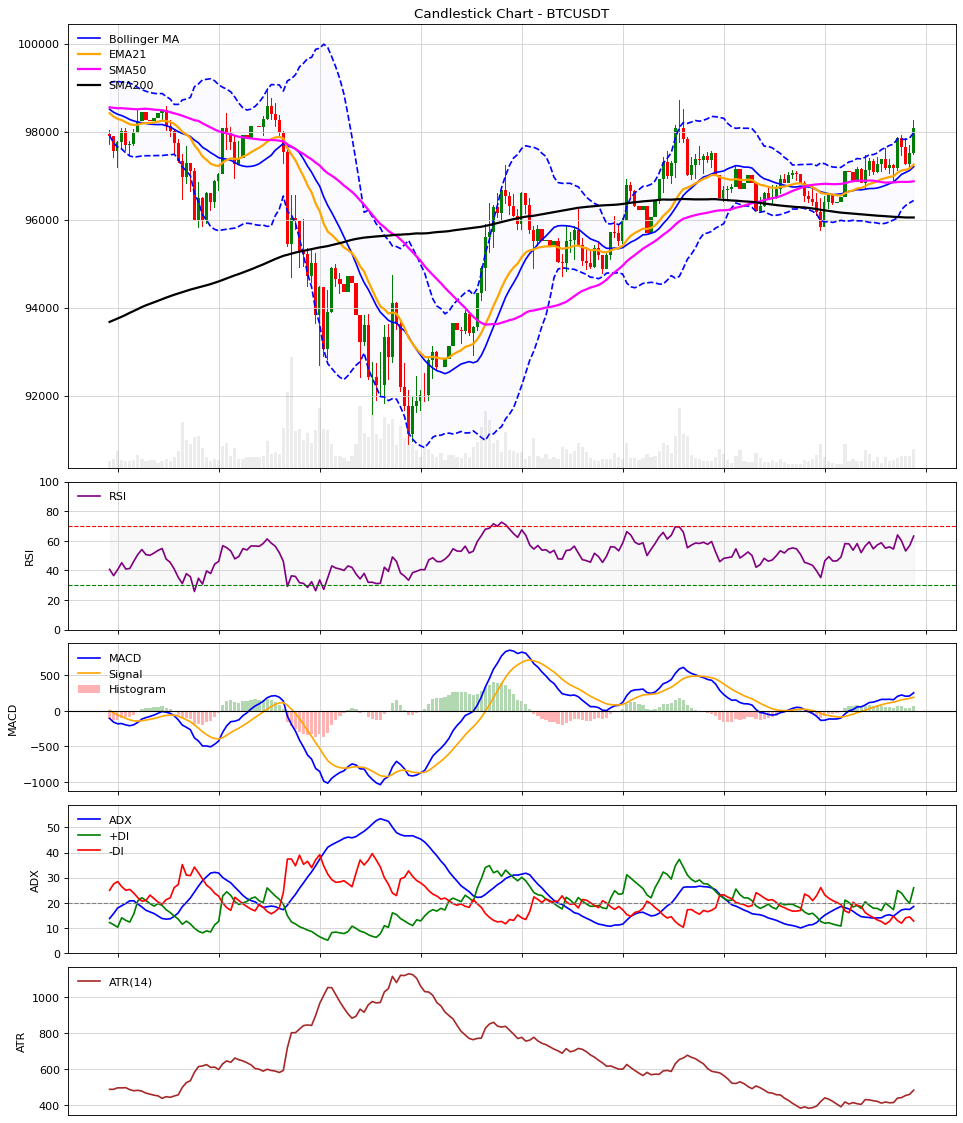 Candlestick Chart - BTCUSDT
100000
98000
96000
94000
92000
Bollinger MA
EMA21
SMA50
SMA200
100
80
60
40
20
0
RSI
RSI
500
0
−500
−1000
MACD
MACD
Signal
Histogram
50
40
30
20
10
0
ADX
ADX
+DI
-DI
1000
800
600
400
ATR
ATR(14)